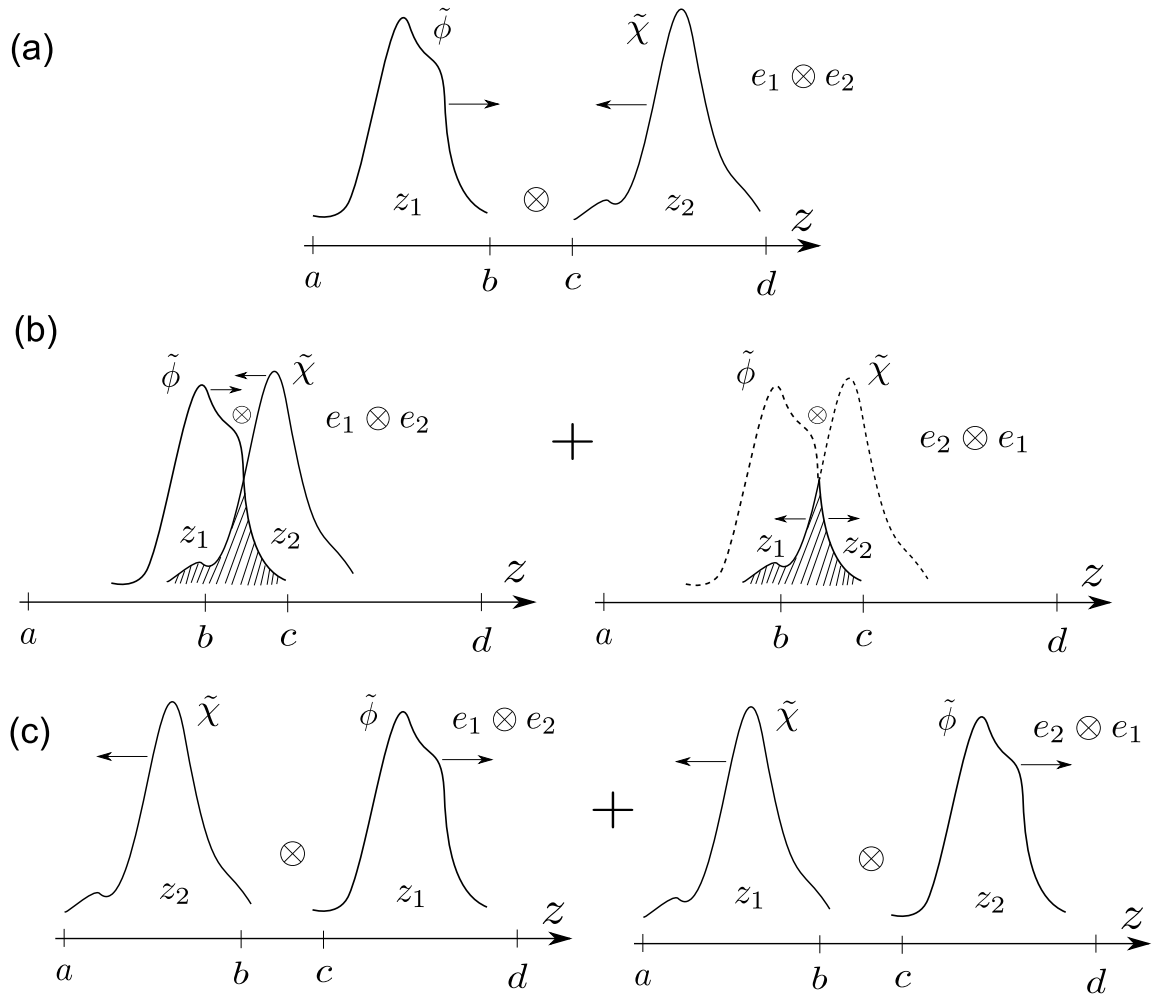 (a)
ϕ̃ χ̃ e₁ ⊗ e₂
z₁ ⊗ z₂ z
a b c d
(b)
ϕ̃ χ̃ ϕ̃ χ̃
⊗ e₁ ⊗ e₂ + ⊗ e₂ ⊗ e₁
z₁ z₂ z z₁ z₂ z
a b c d a b c d
(c)
χ̃ ϕ̃ e₁ ⊗ e₂ χ̃ ϕ̃ e₂ ⊗ e₁
+
z₂ ⊗ z₁ z z₁ ⊗ z₂ z
a b c d a b c d